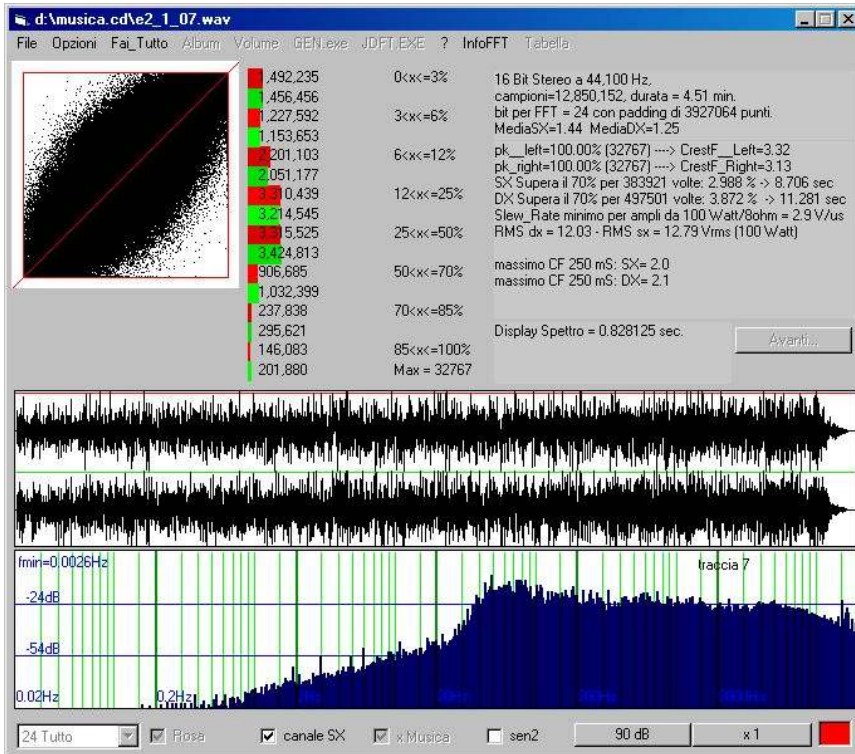 d:\musica.cd\e2_1_07.wav
File Opzioni Fai_Tutto Album Volume GEN.exe JDFT.EXE ? InfoFFT Tabella
1,492,235 0<x<=3%
1,456,456
1,227,592 3<x<=6%
1,153,653
2,201,103 6<x<=12%
2,051,177
3,310,439 12<x<=25%
3,214,545
3,315,525 25<x<=50%
3,424,813
906,685 50<x<=70%
1,032,399
237,838 70<x<=85%
295,621
146,083 85<x<=100%
201,880 Max = 32767
16 Bit Stereo a 44,100 Hz,
campioni=12,850,152, durata = 4.51 min.
bit per FFT = 24 con padding di 3927064 punti.
MediaSX=1.44 MediaDX=1.25
pk__left=100.00% (32767) ----> CrestF__Left=3.32
pk_right=100.00% (32767) ----> CrestF_Right=3.13
SX Supera il 70% per 383921 volte: 2.988 % -> 8.706 sec
DX Supera il 70% per 497501 volte: 3.872 % -> 11.281 sec
Slew_Rate minimo per ampli da 100 Watt/8ohm = 2.9 V/us
RMS dx = 12.03 - RMS sx = 12.79 Vrms (100 Watt)
massimo CF 250 mS: SX= 2.0
massimo CF 250 mS: DX= 2.1
Display Spettro = 0.828125 sec.
Avanti...
fmin=0.0026Hz
traccia 7
-24dB
-54dB
0.02Hz 0,2Hz 2Hz 20Hz 200Hz 2000Hz
24 Tutto Rosa canale SX x Musica sen2 90 dB x 1